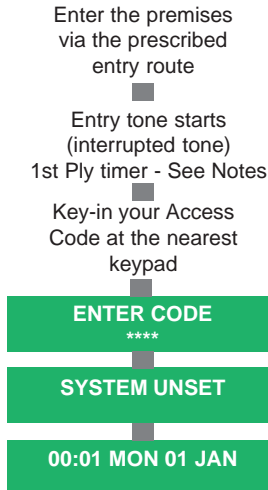 Enter the premises
via the prescribed
entry route
Entry tone starts
(interrupted tone)
1st Ply timer - See Notes
Key-in your Access
Code at the nearest
keypad
ENTER CODE
****
SYSTEM UNSET
00:01 MON 01 JAN